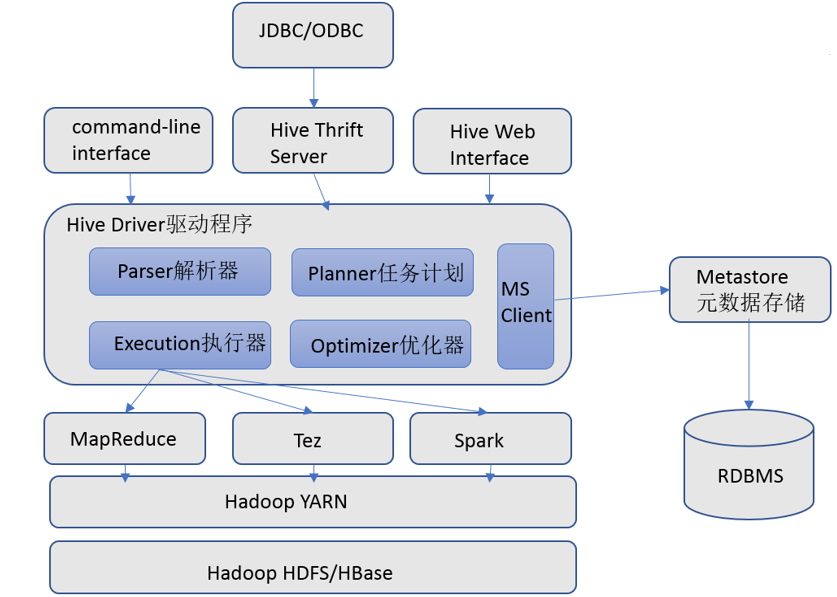 JDBC/ODBC
command-line
interface
Hive Thrift
Server
Hive Web
Interface
Hive Driver驱动程序
Parser解析器
Planner任务计划
MS
Client
Execution执行器
Optimizer优化器
Metastore
元数据存储
MapReduce
Tez
Spark
RDBMS
Hadoop YARN
Hadoop HDFS/HBase